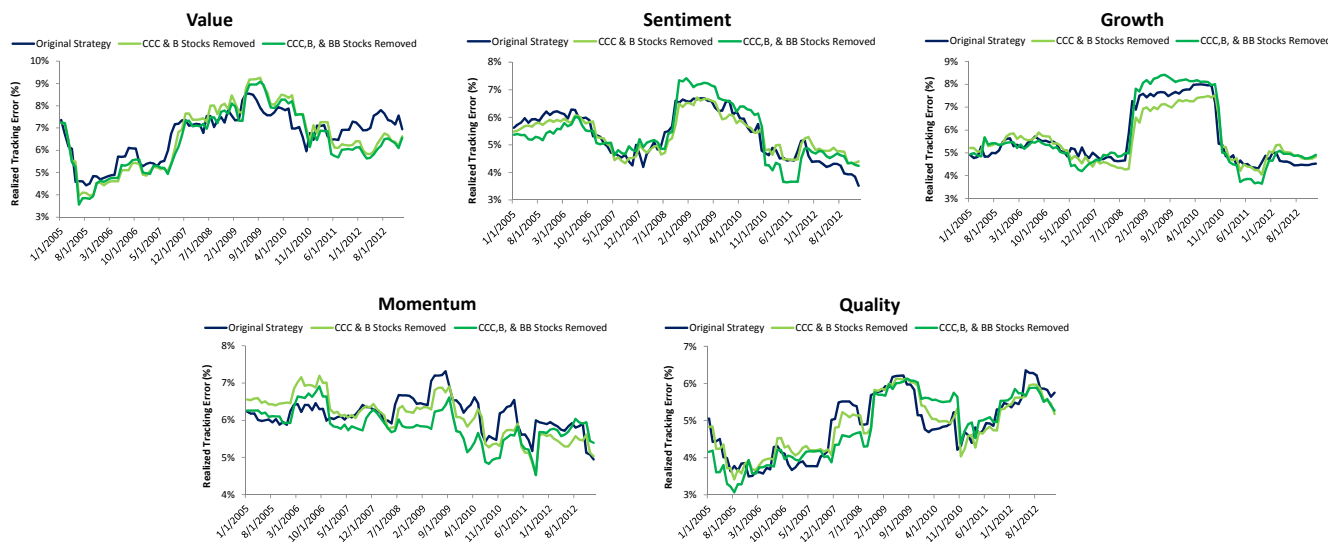 Value
Original Strategy CCC & B Stocks Removed CCC,B, & BB Stocks Removed
Realized Tracking Error (%)
10%
9%
8%
7%
6%
5%
4%
3%
1/1/2005 8/1/2005 3/1/2006 10/1/2006 5/1/2007 12/1/2007 7/1/2008 2/1/2009 9/1/2009 4/1/2010 11/1/2010 6/1/2011 1/1/2012 8/1/2012
Sentiment
Original Strategy CCC & B Stocks Removed CCC,B, & BB Stocks Removed
Realized Tracking Error (%)
8%
7%
6%
5%
4%
3%
1/1/2005 8/1/2005 3/1/2006 10/1/2006 5/1/2007 12/1/2007 7/1/2008 2/1/2009 9/1/2009 4/1/2010 11/1/2010 6/1/2011 1/1/2012 8/1/2012
Growth
Original Strategy CCC & B Stocks Removed CCC,B, & BB Stocks Removed
Realized Tracking Error (%)
9%
8%
7%
6%
5%
4%
3%
1/1/2005 8/1/2005 3/1/2006 10/1/2006 5/1/2007 12/1/2007 7/1/2008 2/1/2009 9/1/2009 4/1/2010 11/1/2010 6/1/2011 1/1/2012 8/1/2012
Momentum
Original Strategy CCC & B Stocks Removed CCC,B, & BB Stocks Removed
Realized Tracking Error (%)
8%
7%
6%
5%
4%
1/1/2005 8/1/2005 3/1/2006 10/1/2006 5/1/2007 12/1/2007 7/1/2008 2/1/2009 9/1/2009 4/1/2010 11/1/2010 6/1/2011 1/1/2012 8/1/2012
Quality
Original Strategy CCC & B Stocks Removed CCC,B, & BB Stocks Removed
Realized Tracking Error (%)
7%
6%
5%
4%
3%
1/1/2005 8/1/2005 3/1/2006 10/1/2006 5/1/2007 12/1/2007 7/1/2008 2/1/2009 9/1/2009 4/1/2010 11/1/2010 6/1/2011 1/1/2012 8/1/2012